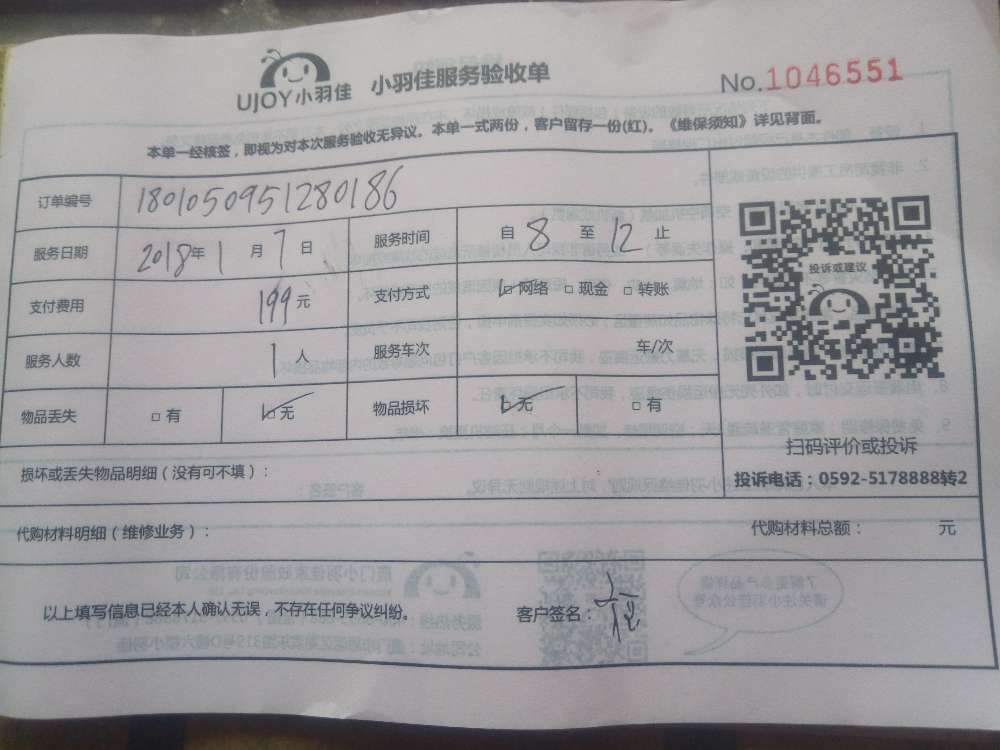 UJOY小羽佳 小羽佳服务验收单 No.1046551
本单一经核签，即视为对本次服务验收无异议。本单一式两份，客户留存一份(红)。《维保须知》详见背面。
订单编号 1801050951280186
服务日期 2018年1月7日 服务时间 自8至12止
支付费用 199元 支付方式 ☑网络 □现金 □转账
服务人数 1人 服务车次 车/次
物品丢失 □有 ☑无 物品损坏 ☑无 □有
投诉或建议
扫码评价或投诉
投诉电话：0592-5178888转2
损坏或丢失物品明细（没有可不填）：
代购材料明细（维修业务）： 代购材料总额： 元
以上填写信息已经本人确认无误，不存在任何争议纠纷。 客户签名：